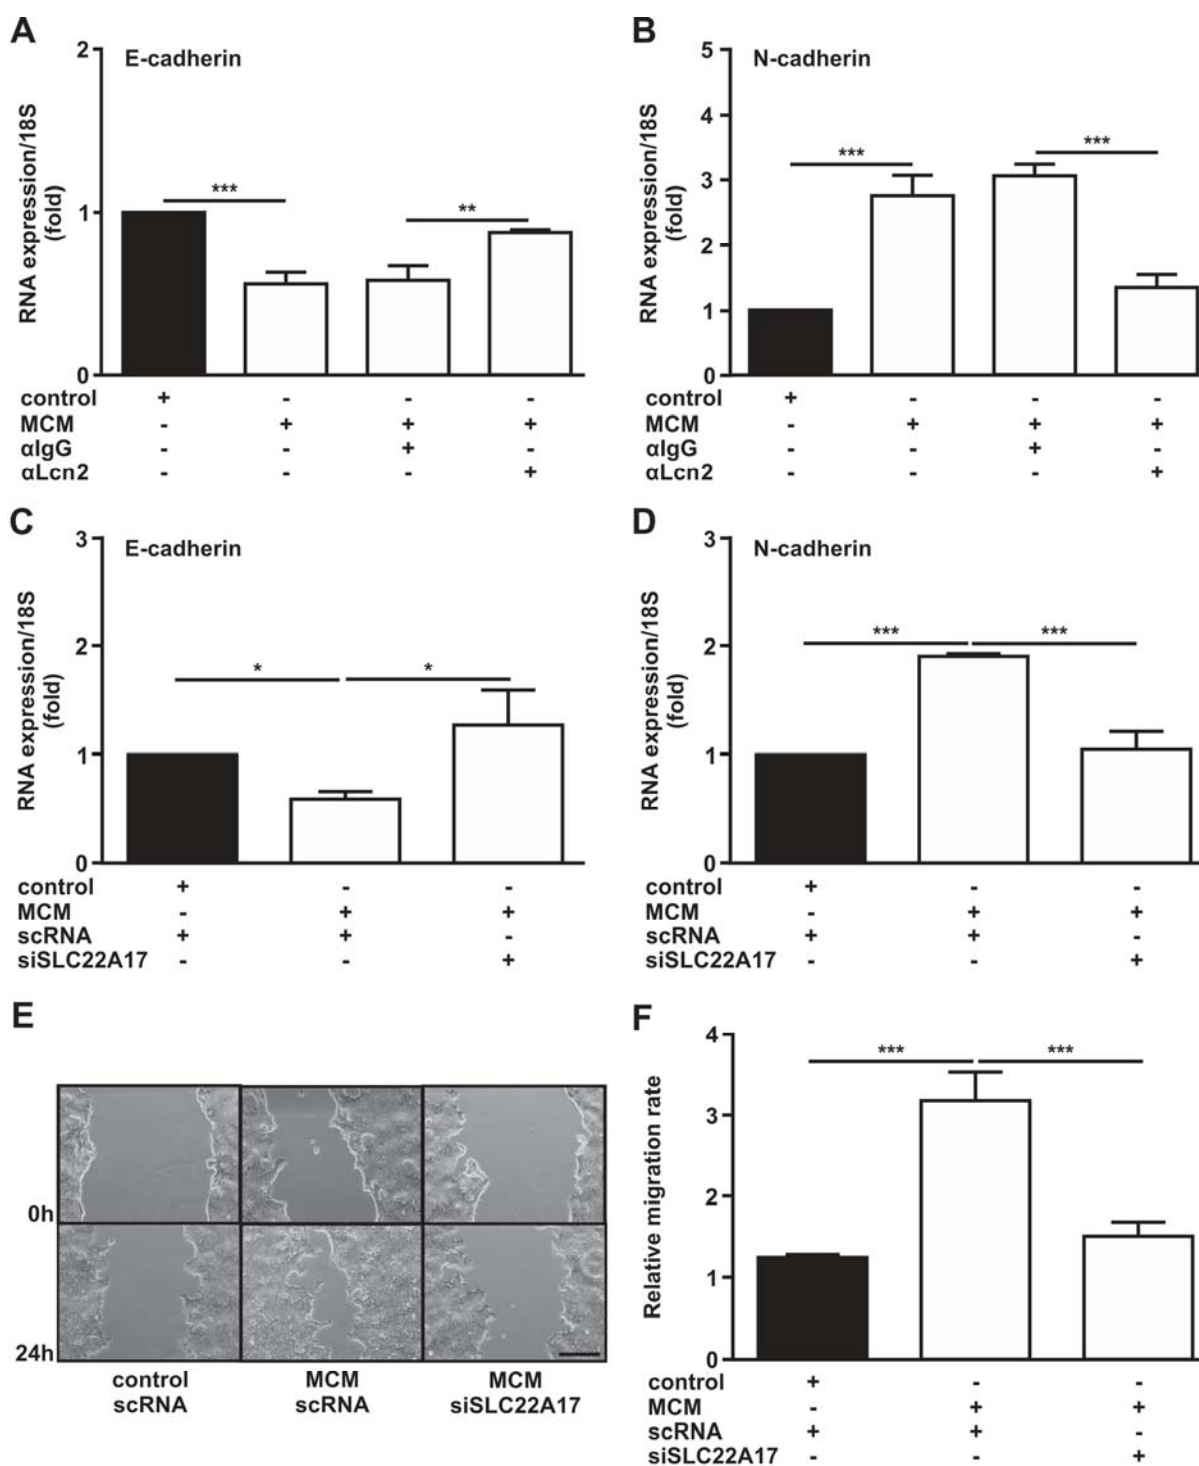 A
E-cadherin
RNA expression/18S
(fold)
2
1
0
***
**
control + - - -
MCM - + + +
αIgG - - + -
αLcn2 - - - +
B
N-cadherin
RNA expression/18S
(fold)
5
4
3
2
1
0
***
***
control + - - -
MCM - + + +
αIgG - - + -
αLcn2 - - - +
C
E-cadherin
RNA expression/18S
(fold)
3
2
1
0
*
*
control + - -
MCM - + +
scRNA + + -
siSLC22A17 - - +
D
N-cadherin
RNA expression/18S
(fold)
3
2
1
0
***
***
control + - -
MCM - + +
scRNA + + -
siSLC22A17 - - +
E
0h
24h
control
scRNA
MCM
scRNA
MCM
siSLC22A17
F
Relative migration rate
4
3
2
1
0
***
***
control + - -
MCM - + +
scRNA + + -
siSLC22A17 - - +